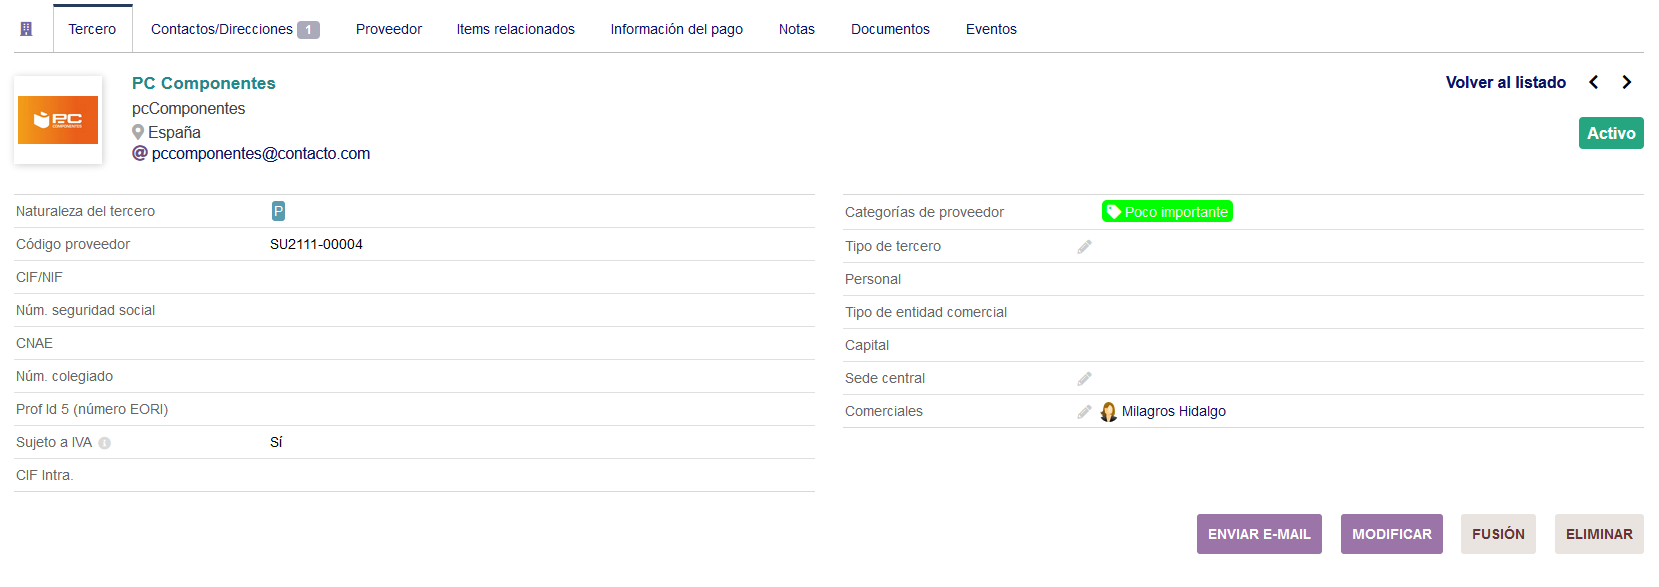 Tercero Contactos/Direcciones 1 Proveedor Items relacionados Información del pago Notas Documentos Eventos
PC Componentes
Volver al listado
PC
COMPONENTES
pcComponentes
España
Activo
@ pccomponentes@contacto.com
Naturaleza del tercero P
Código proveedor SU2111-00004
CIF/NIF
Núm. seguridad social
CNAE
Núm. colegiado
Prof Id 5 (número EORI)
Sujeto a IVA Sí
CIF Intra.
Categorías de proveedor Poco importante
Tipo de tercero
Personal
Tipo de entidad comercial
Capital
Sede central
Comerciales Milagros Hidalgo
ENVIAR E-MAIL MODIFICAR FUSIÓN ELIMINAR